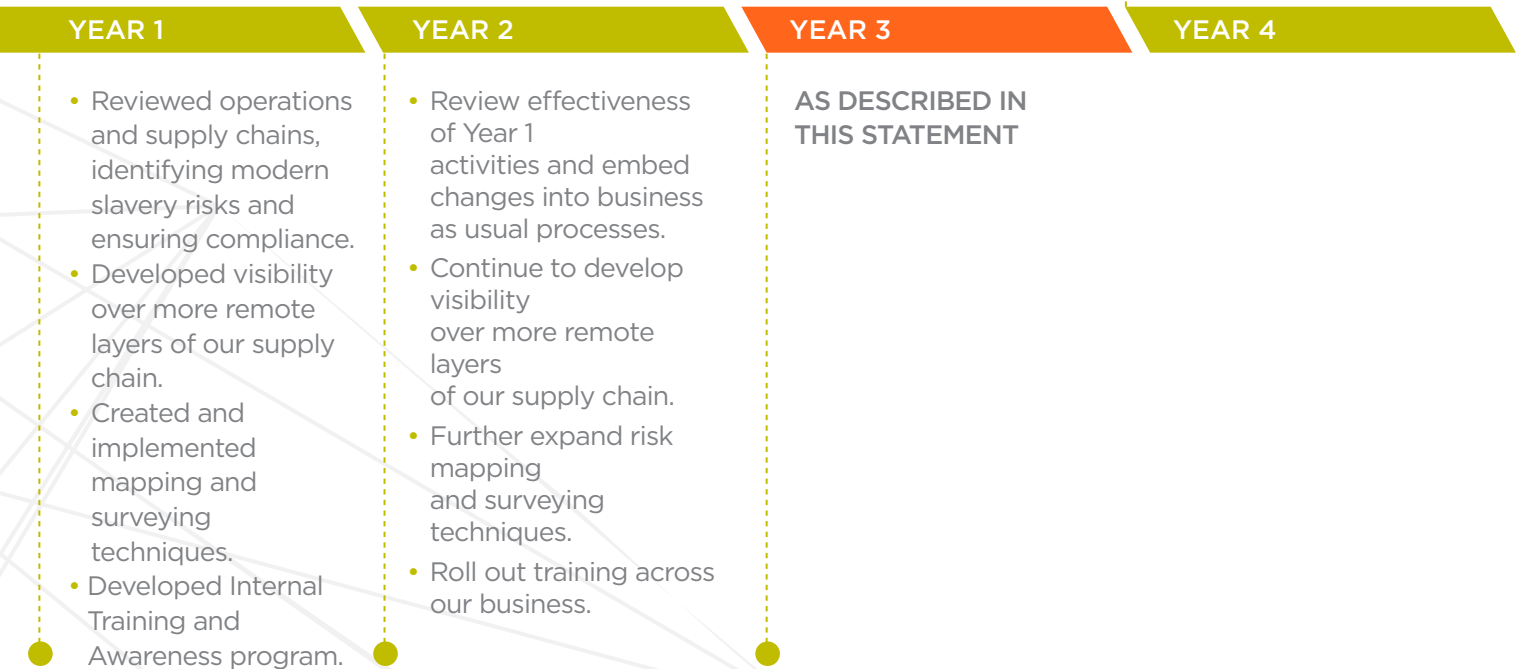 YEAR 1
• Reviewed operations
and supply chains,
identifying modern
slavery risks and
ensuring compliance.
• Developed visibility
over more remote
layers of our supply
chain.
• Created and
implemented
mapping and
surveying
techniques.
• Developed Internal
Training and
Awareness program.
YEAR 2
• Review effectiveness
of Year 1
activities and embed
changes into business
as usual processes.
• Continue to develop
visibility
over more remote
layers
of our supply chain.
• Further expand risk
mapping
and surveying
techniques.
• Roll out training across
our business.
YEAR 3
AS DESCRIBED IN
THIS STATEMENT
YEAR 4